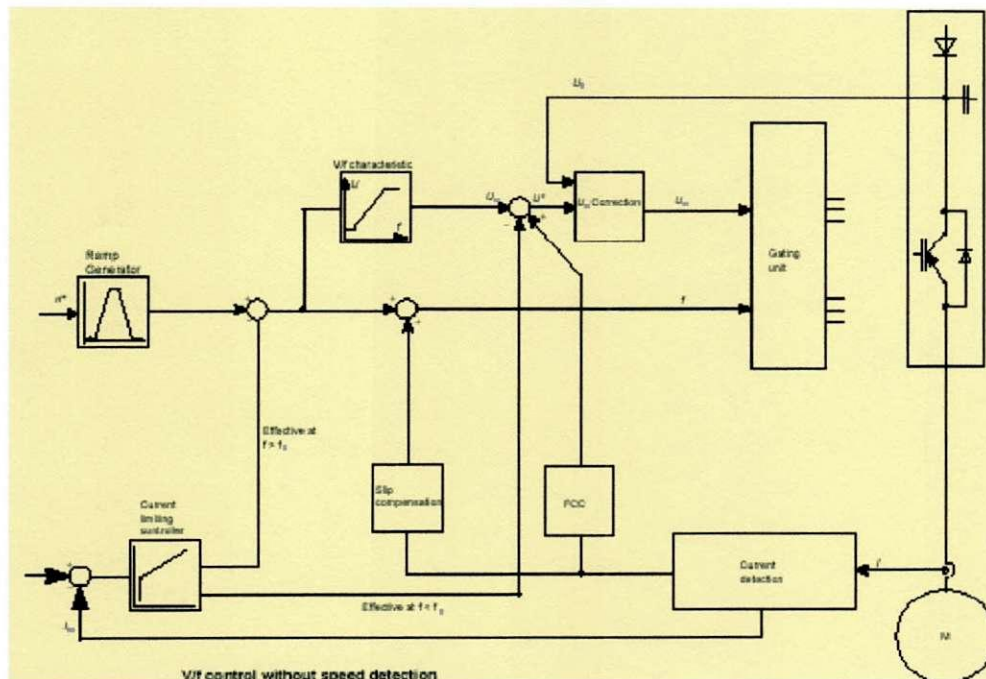 U
V/f characteristic
U
f
U
U*
Correction
U
Gating
unit
Ramp
Generator
n*
f
Effective at
Slip
compensation
FCC
Current
limiting
controller
Current
detection
i
Effective at f < f
M
V/f control without speed detection